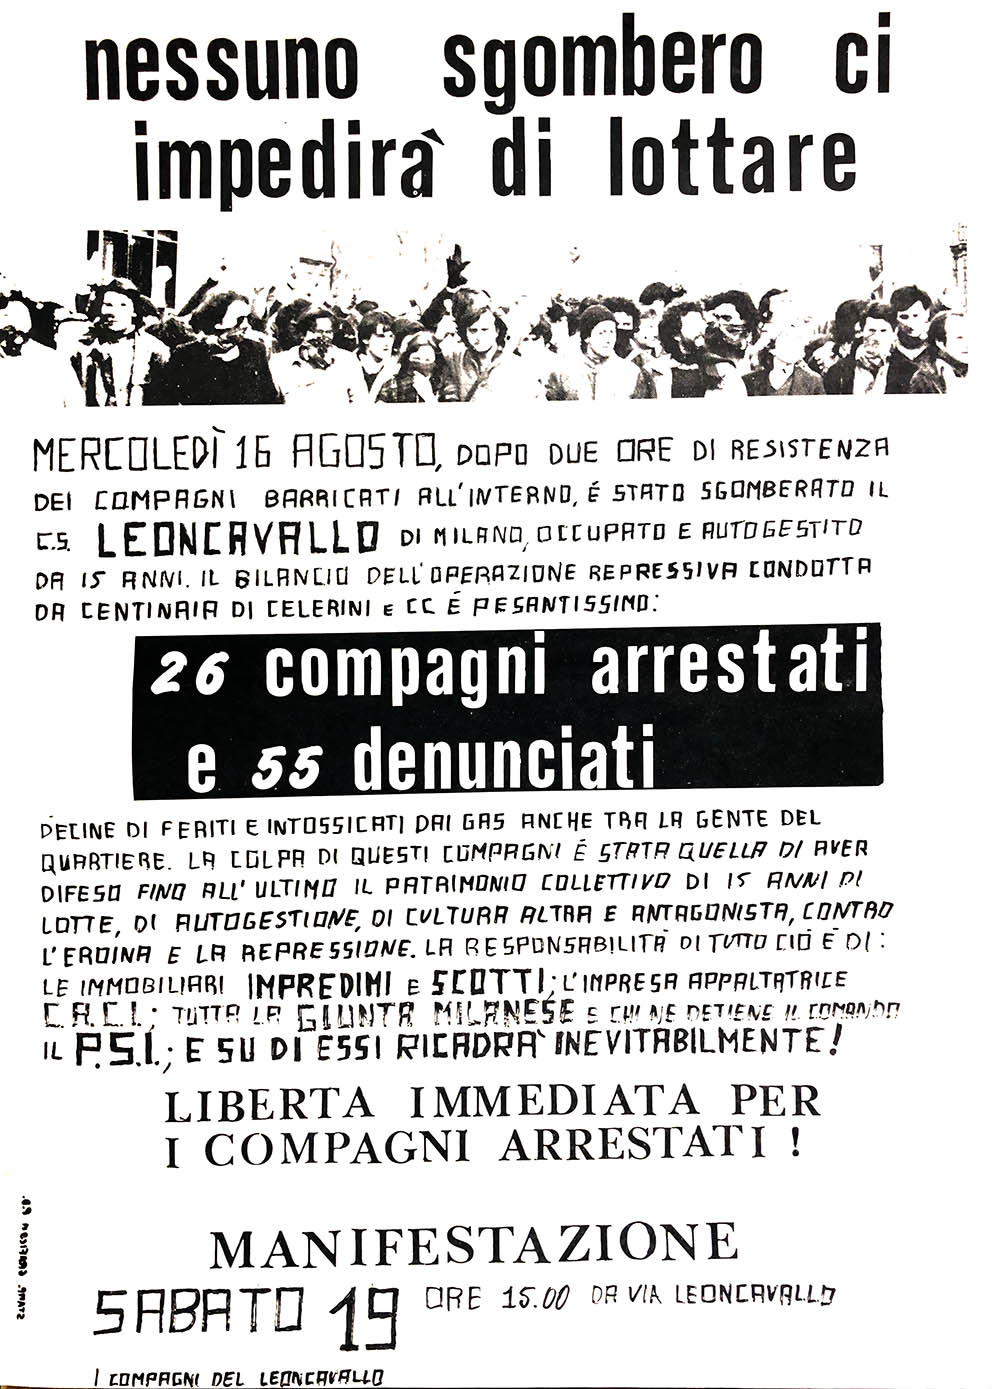 nessuno sgombero ci
impedirà di lottare
MERCOLEDÌ 16 AGOSTO, DOPO DUE ORE DI RESISTENZA
DEI COMPAGNI BARRICATI ALL'INTERNO, É STATO SGOMBERATO IL
C.S. LEONCAVALLO DI MILANO, OCCUPATO E AUTOGESTITO
DA 15 ANNI. IL BILANCIO DELL'OPERAZIONE REPRESSIVA CONDOTTA
DA CENTINAIA DI CELERINI e CC É PESANTISSIMO:
26 compagni arrestati
e 55 denunciati
DECINE DI FERITI E INTOSSICATI DAI GAS ANCHE TRA LA GENTE DEL
QUARTIERE. LA COLPA DI QUESTI COMPAGNI É STATA QUELLA DI AVER
DIFESO FINO ALL'ULTIMO IL PATRIMONIO COLLETTIVO DI 15 ANNI DI
LOTTE, DI AUTOGESTIONE, DI CULTURA ALTRA E ANTAGONISTA, CONTRO
L'EROINA E LA REPRESSIONE. LA RESPONSABILITÀ DI TUTTO CIÓ É DI:
LE IMMOBILIARI IMPREDIMI E SCOTTI; L'IMPRESA APPALTATRICE
C.A.C.I.; TUTTA LA GIUNTA MILANESE E CHI NE DETIENE IL COMANDO
IL P.S.I.; E SU DI ESSI RICADRA' INEVITABILMENTE!
LIBERTA IMMEDIATA PER
I COMPAGNI ARRESTATI !
MANIFESTAZIONE
SABATO 19 ORE 15.00 DA VIA LEONCAVALLO
I COMPAGNI DEL LEONCAVALLO